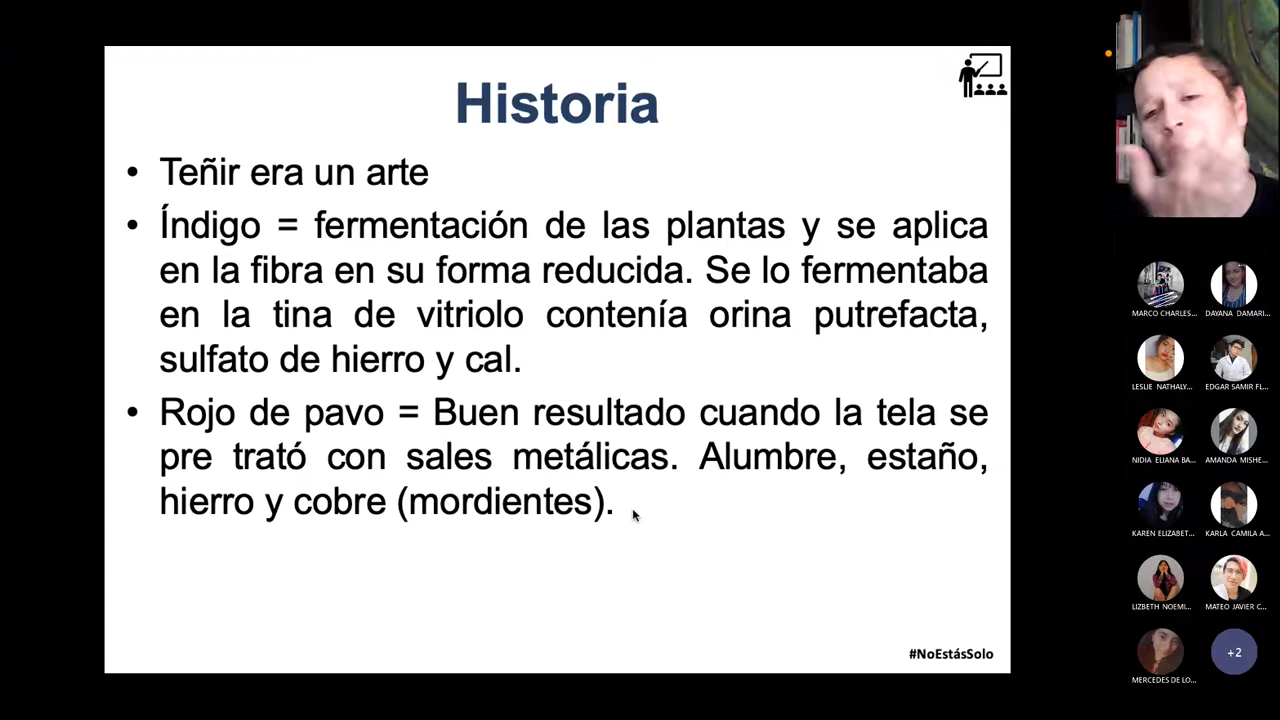 Historia
• Teñir era un arte
• Índigo = fermentación de las plantas y se aplica
en la fibra en su forma reducida. Se lo fermentaba
en la tina de vitriolo contenía orina putrefacta,
sulfato de hierro y cal.
• Rojo de pavo = Buen resultado cuando la tela se
pre trató con sales metálicas. Alumbre, estaño,
hierro y cobre (mordientes).
#NoEstásSolo
MARCO CHARLES... DAYANA DAMARI...
LESLIE NATHALY... EDGAR SAMIR FL...
NIDIA ELIANA BA... AMANDA MISHE...
KAREN ELIZABET... KARLA CAMILA A...
LIZBETH NOEMI... MATEO JAVIER C...
MERCEDES DE LO... +2